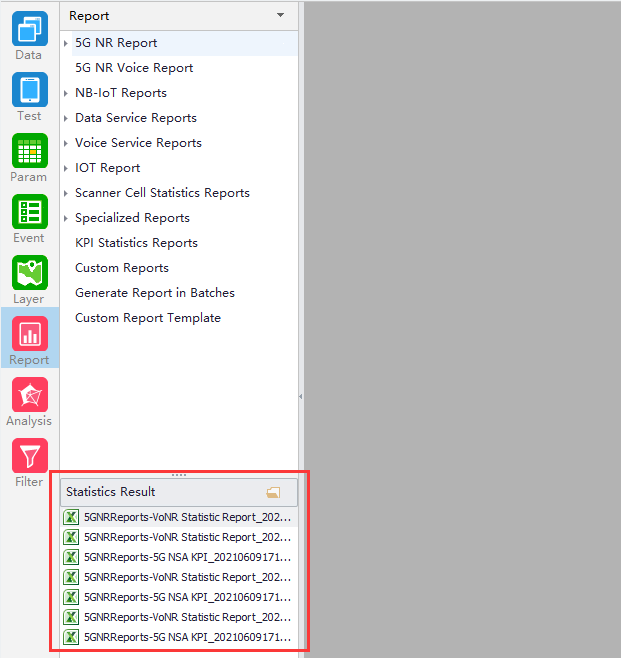 Report
Data
Test
Param
Event
Layer
Report
Analysis
Filter
5G NR Report
5G NR Voice Report
NB-IoT Reports
Data Service Reports
Voice Service Reports
IOT Report
Scanner Cell Statistics Reports
Specialized Reports
KPI Statistics Reports
Custom Reports
Generate Report in Batches
Custom Report Template
Statistics Result
5GNRReports-VoNR Statistic Report_202...
5GNRReports-VoNR Statistic Report_202...
5GNRReports-5G NSA KPI_20210609171...
5GNRReports-VoNR Statistic Report_202...
5GNRReports-5G NSA KPI_20210609171...
5GNRReports-VoNR Statistic Report_202...
5GNRReports-5G NSA KPI_20210609171...